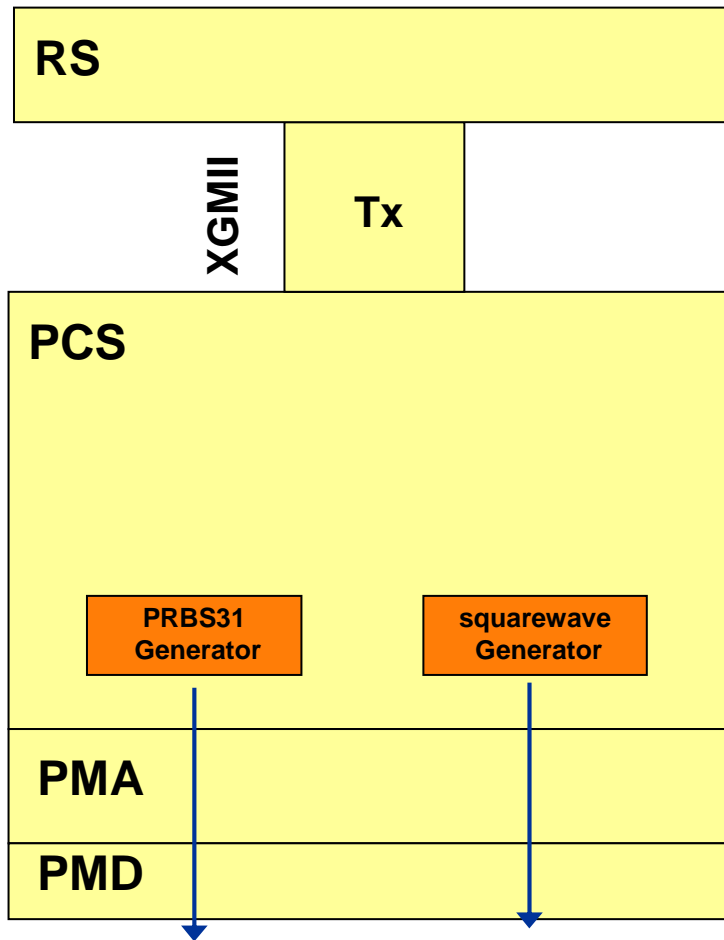 RS
XGMII
Tx
PCS
PRBS31
Generator
squarewave
Generator
PMA
PMD